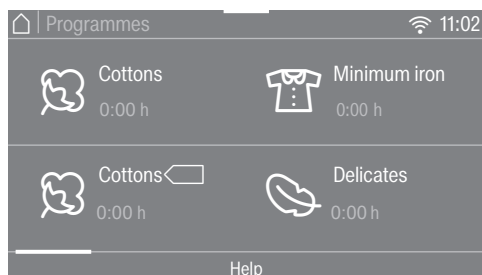 Programmes 11:02
Cottons Minimum iron
0:00 h 0:00 h
Cottons Delicates
0:00 h 0:00 h
Help